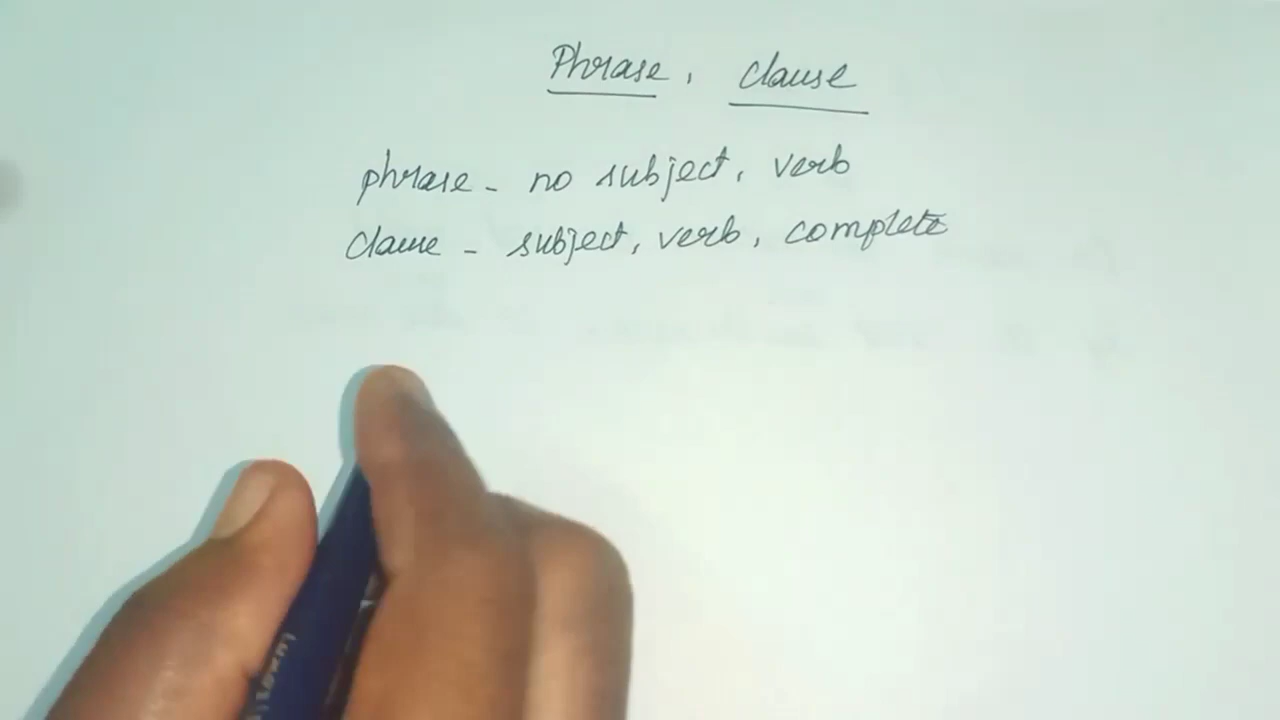 Phrase, clause
phrase - no subject, verb
clause - subject, verb, complete